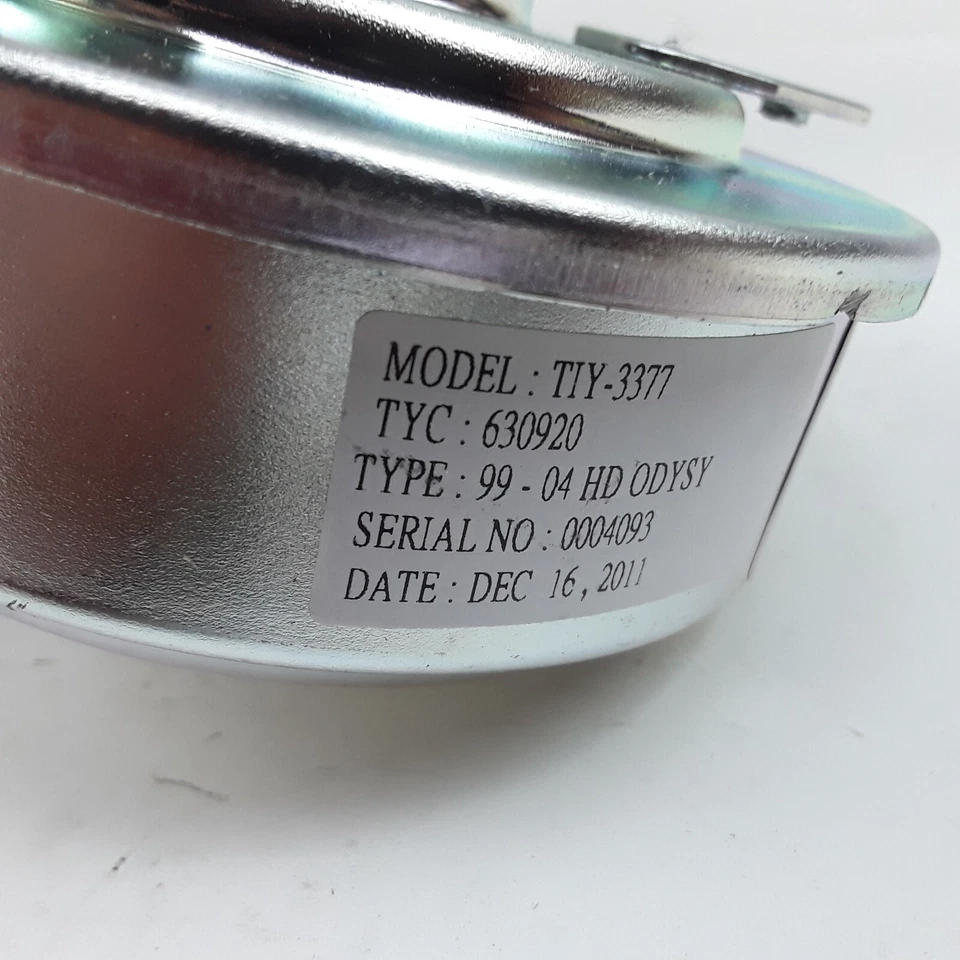 MODEL : TIY-3377
TYC : 630920
TYPE : 99 - 04 HD ODYSY
SERIAL NO : 0004093
DATE : DEC 16 , 2011